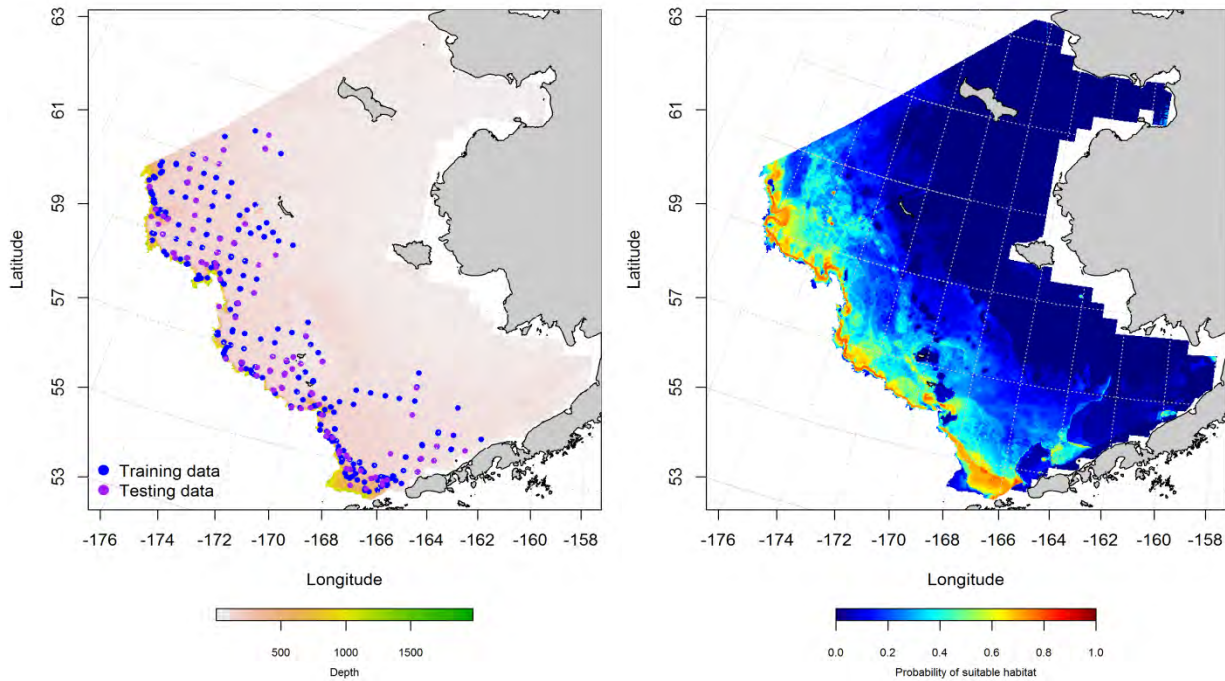 63
61
59
57
55
53
Latitude
Training data
Testing data
-176 -174 -172 -170 -168 -166 -164 -162 -160
Longitude
500 1000 1500
Depth
63
61
59
57
55
53
Latitude
-176 -174 -172 -170 -168 -166 -164 -162 -160 -158
Longitude
0.0 0.2 0.4 0.6 0.8 1.0
Probability of suitable habitat